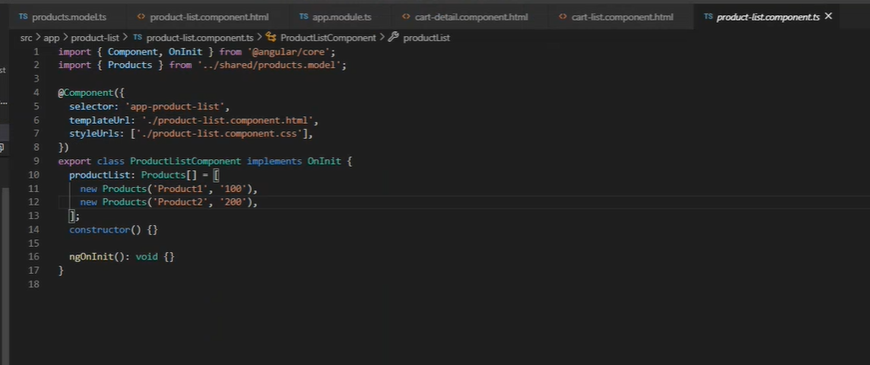 products.model.ts product-list.component.html app.module.ts cart-detail.component.html cart-list.component.html product-list.component.ts
src > app > product-list > TS product-list.component.ts > ProductListComponent > productList
1 import { Component, OnInit } from '@angular/core';
2 import { Products } from '../shared/products.model';
3
4 @Component({
5 selector: 'app-product-list',
6 templateUrl: './product-list.component.html',
7 styleUrls: ['./product-list.component.css'],
8 })
9 export class ProductListComponent implements OnInit {
10 productList: Products[] = [
11 new Products('Product1', '100'),
12 new Products('Product2', '200'),
13 ];
14 constructor() {}
15
16 ngOnInit(): void {}
17 }
18